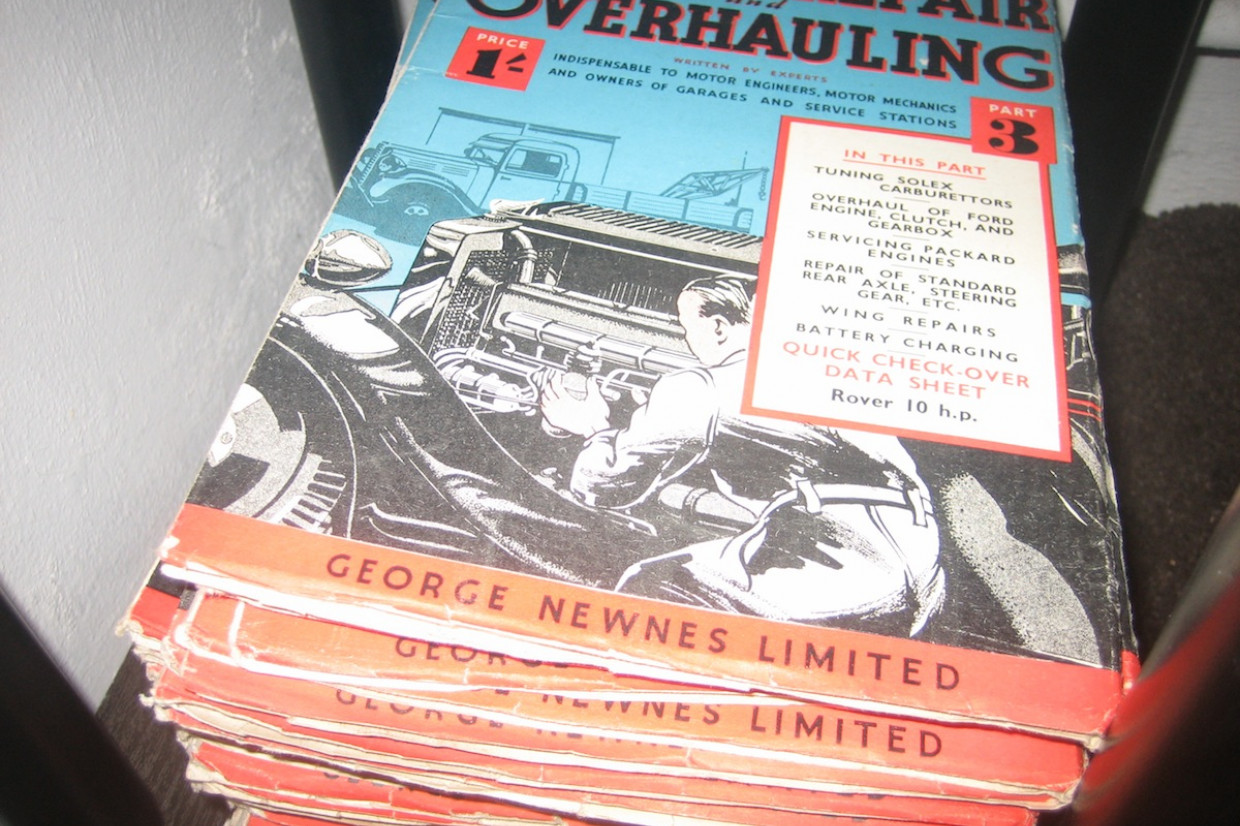 REPAIR
and
OVERHAULING
PRICE
1/-
WRITTEN BY EXPERTS
INDISPENSABLE TO MOTOR ENGINEERS, MOTOR MECHANICS
AND OWNERS OF GARAGES AND SERVICE STATIONS
PART
3
IN THIS PART
TUNING SOLEX
CARBURETTORS
OVERHAUL OF FORD
ENGINE, CLUTCH, AND
GEARBOX
SERVICING PACKARD
ENGINES
REPAIR OF STANDARD
REAR AXLE, STEERING
GEAR, ETC.
WING REPAIRS
BATTERY CHARGING
QUICK CHECK-OVER
DATA SHEET
Rover 10 h.p.
GEORGE NEWNES LIMITED
GEORGE
NEWNES LIMITED
GEORGE